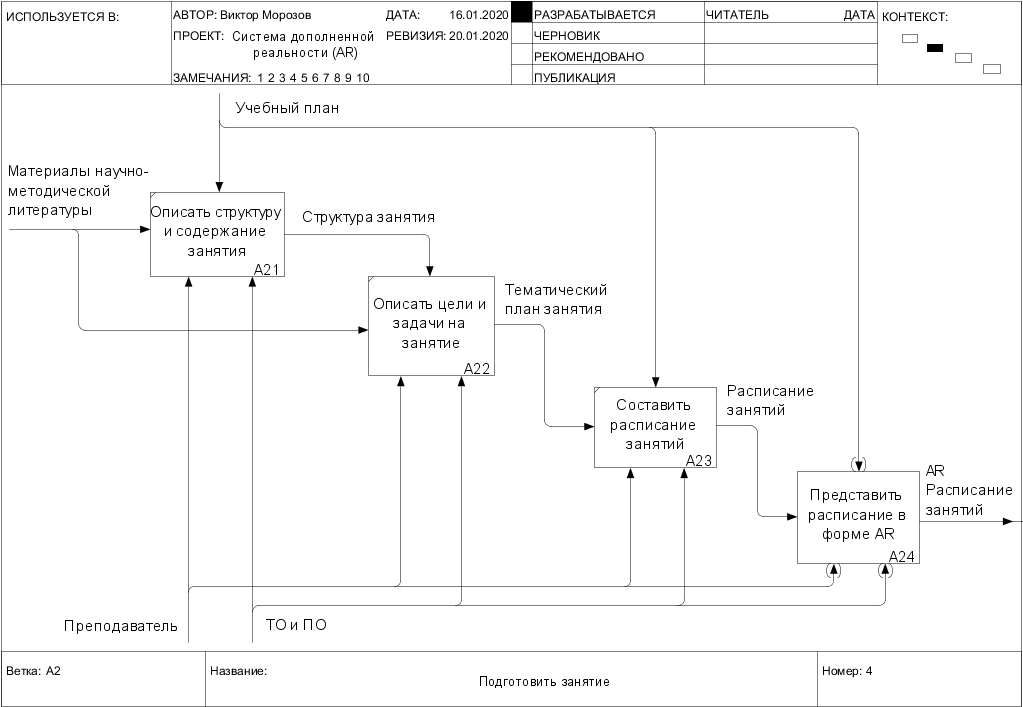 ИСПОЛЬЗУЕТСЯ В:
АВТОР: Виктор Морозов
ДАТА: 16.01.2020
ПРОЕКТ: Система дополненной
реальности (AR)
РЕВИЗИЯ: 20.01.2020
ЗАМЕЧАНИЯ: 1 2 3 4 5 6 7 8 9 10
РАЗРАБАТЫВАЕТСЯ
ЧЕРНОВИК
РЕКОМЕНДОВАНО
ПУБЛИКАЦИЯ
ЧИТАТЕЛЬ
ДАТА
КОНТЕКСТ:
Учебный план
Материалы научно-
методической
литературы
Описать структуру
и содержание
занятия
A21
Структура занятия
Описать цели и
задачи на
занятие
A22
Тематический
план занятия
Составить
расписание
занятий
A23
Расписание
занятий
Представить
расписание в
форме AR
A24
AR
Расписание
занятий
Преподаватель
ТО и ПО
Ветка: A2
Название:
Подготовить занятие
Номер: 4